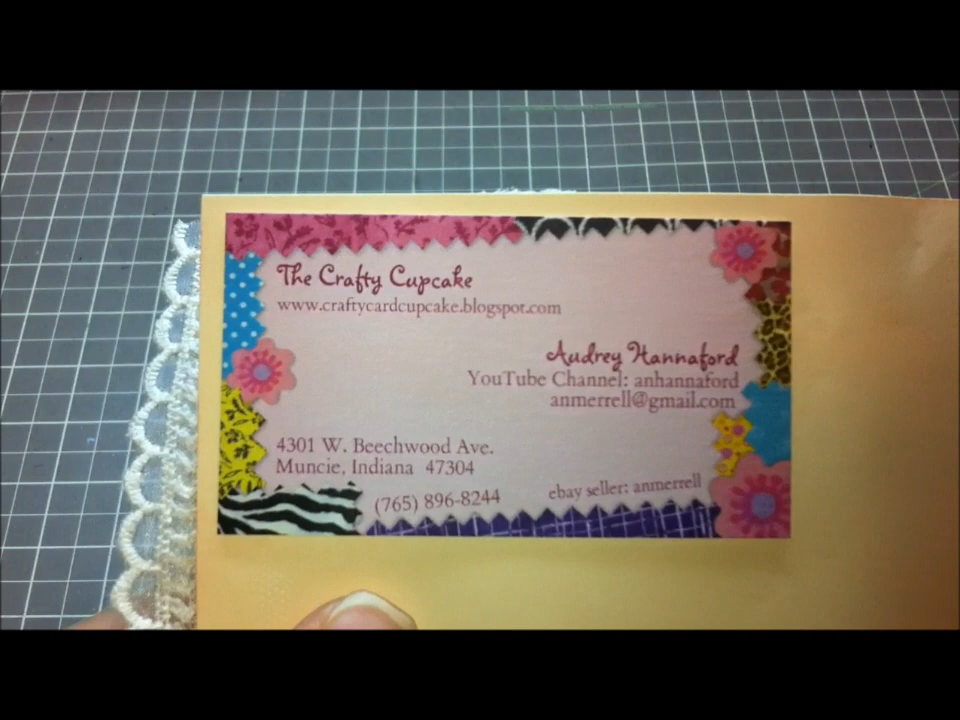 The Crafty Cupcake
www.craftycardcupcake.blogspot.com
Audrey Hannaford
YouTube Channel: anhannaford
anmerrell@gmail.com
4301 W. Beechwood Ave.
Muncie, Indiana 47304
(765) 896-8244
ebay seller: anmerrell